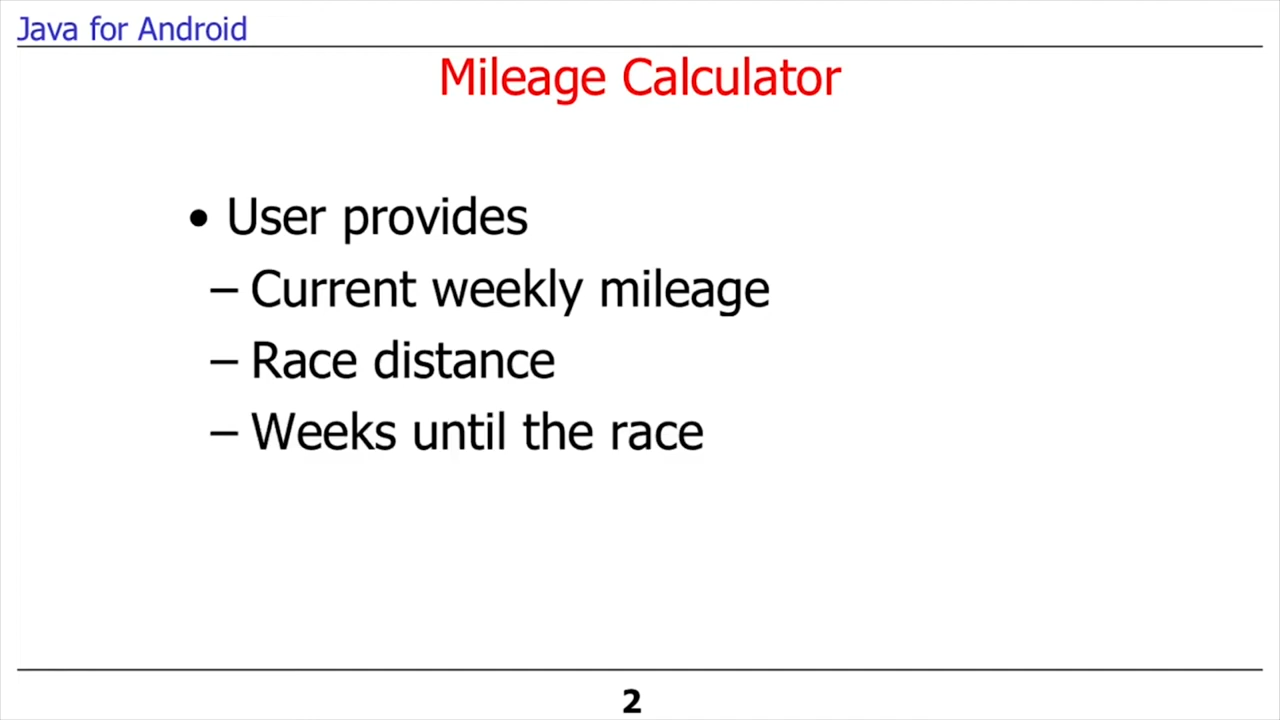 Java for Android
Mileage Calculator
• User provides
– Current weekly mileage
– Race distance
– Weeks until the race
2